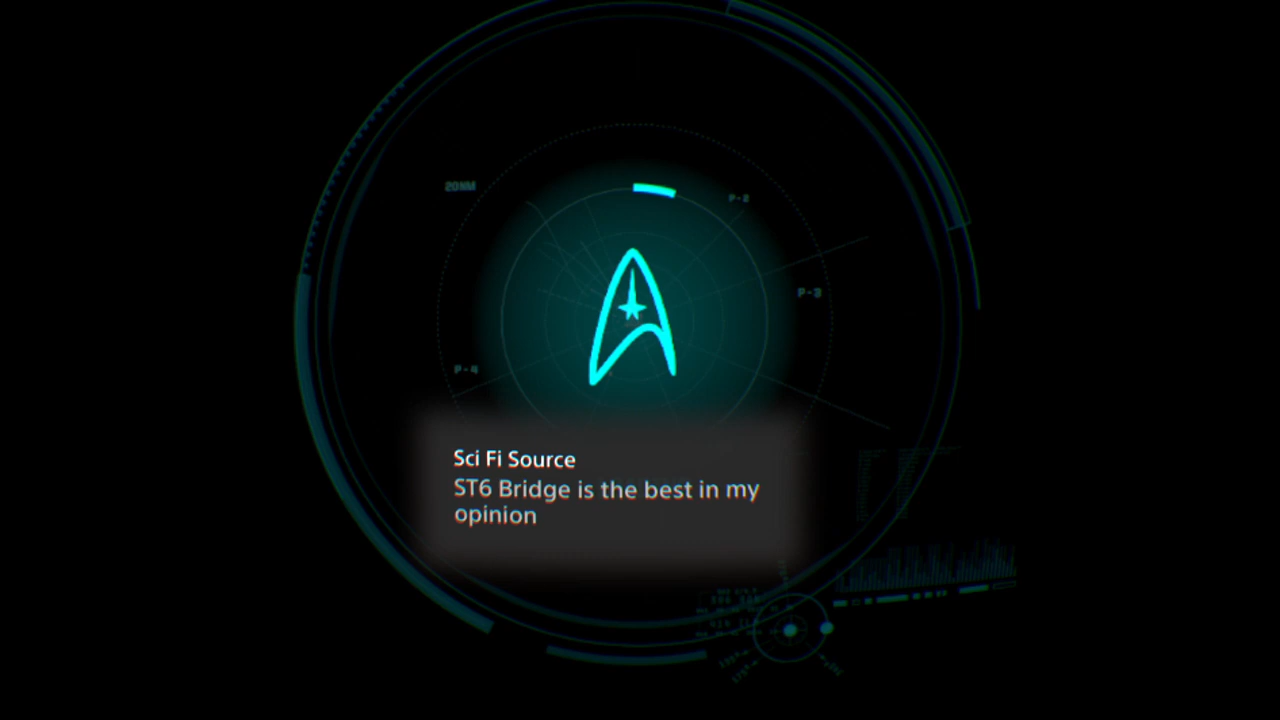 20NM
P-2
P-3
P-4
Sci Fi Source
ST6 Bridge is the best in my
opinion